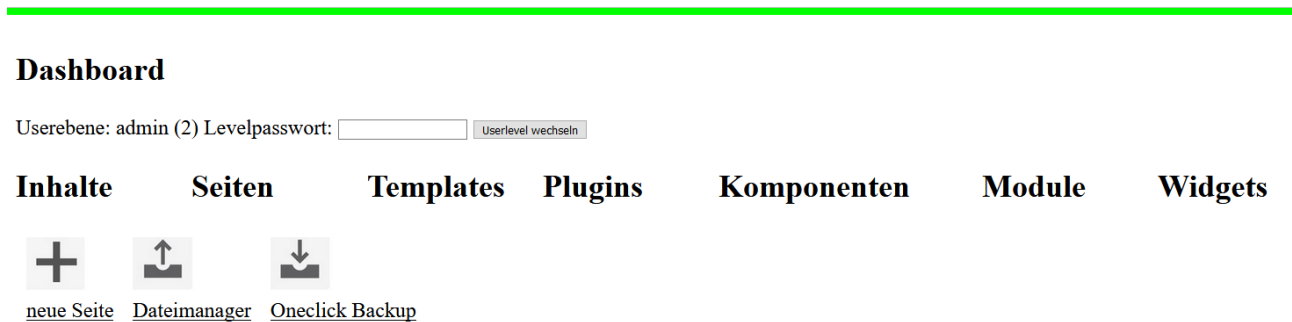 Dashboard
Userebene: admin (2) Levelpasswort: Userlevel wechseln
Inhalte Seiten Templates Plugins Komponenten Module Widgets
neue Seite Dateimanager Oneclick Backup